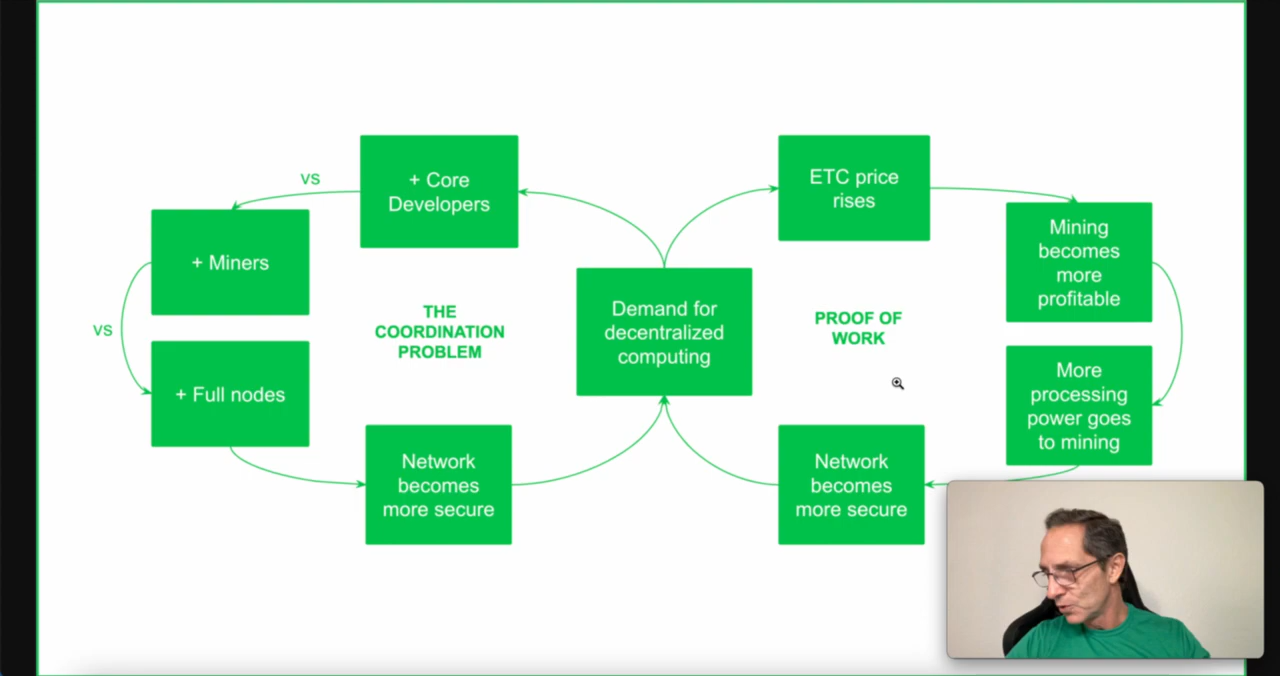 vs
+ Core
Developers
+ Miners
vs
+ Full nodes
THE
COORDINATION
PROBLEM
Network
becomes
more secure
Demand for
decentralized
computing
ETC price
rises
Mining
becomes
more
profitable
PROOF OF
WORK
More
processing
power goes
to mining
Network
becomes
more secure